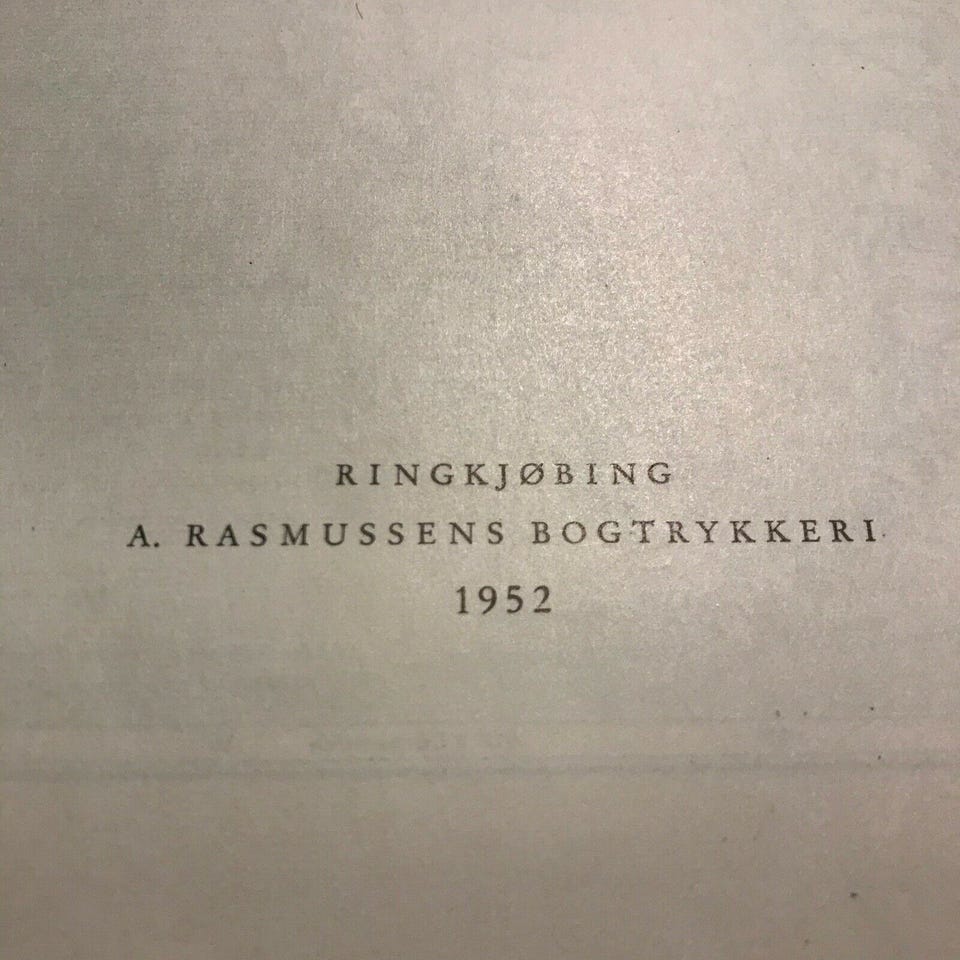 RINGKJØBING
A. RASMUSSENS BOGTRYKKERI
1952